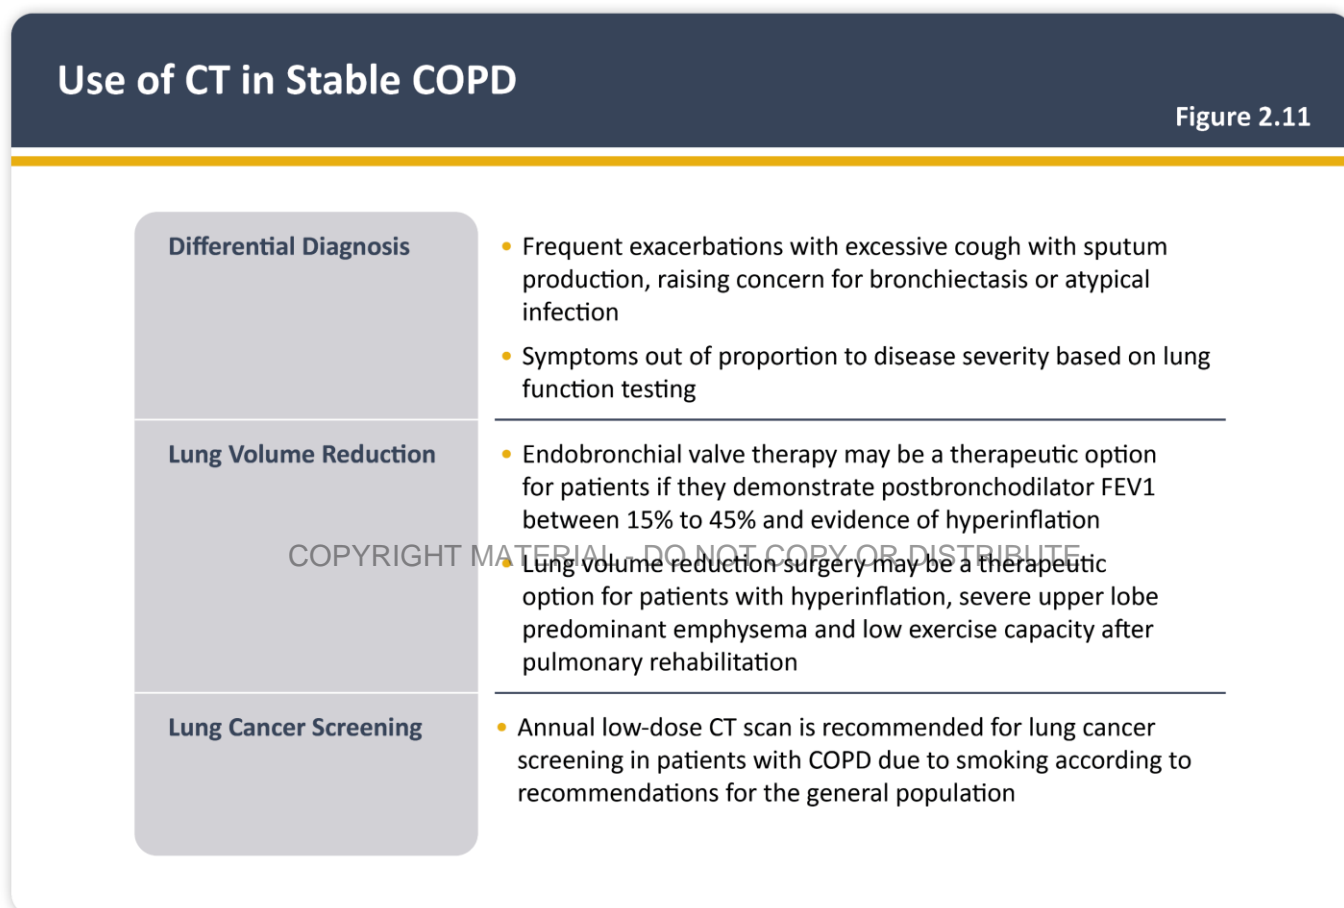 Use of CT in Stable COPD
Figure 2.11
Differential Diagnosis
• Frequent exacerbations with excessive cough with sputum
production, raising concern for bronchiectasis or atypical
infection
• Symptoms out of proportion to disease severity based on lung
function testing
Lung Volume Reduction
• Endobronchial valve therapy may be a therapeutic option
for patients if they demonstrate postbronchodilator FEV1
between 15% to 45% and evidence of hyperinflation
COPYRIGHT MATERIAL - DO NOT COPY OR DISTRIBUTE
• Lung volume reduction surgery may be a therapeutic
option for patients with hyperinflation, severe upper lobe
predominant emphysema and low exercise capacity after
pulmonary rehabilitation
Lung Cancer Screening
• Annual low-dose CT scan is recommended for lung cancer
screening in patients with COPD due to smoking according to
recommendations for the general population